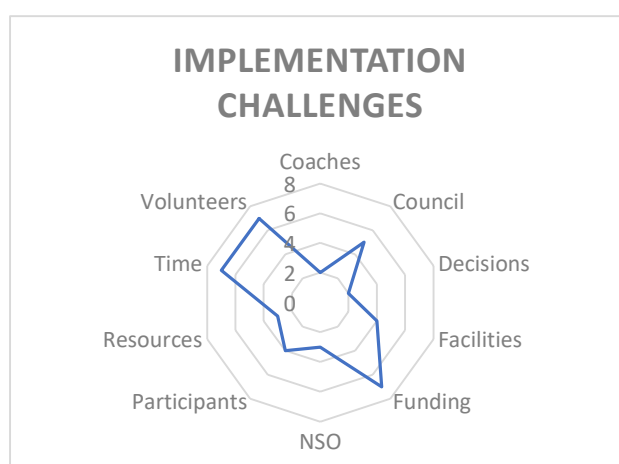 IMPLEMENTATION
CHALLENGES
Coaches
Council
Decisions
Facilities
Funding
NSO
Participants
Resources
Time
Volunteers
8
6
4
2
0